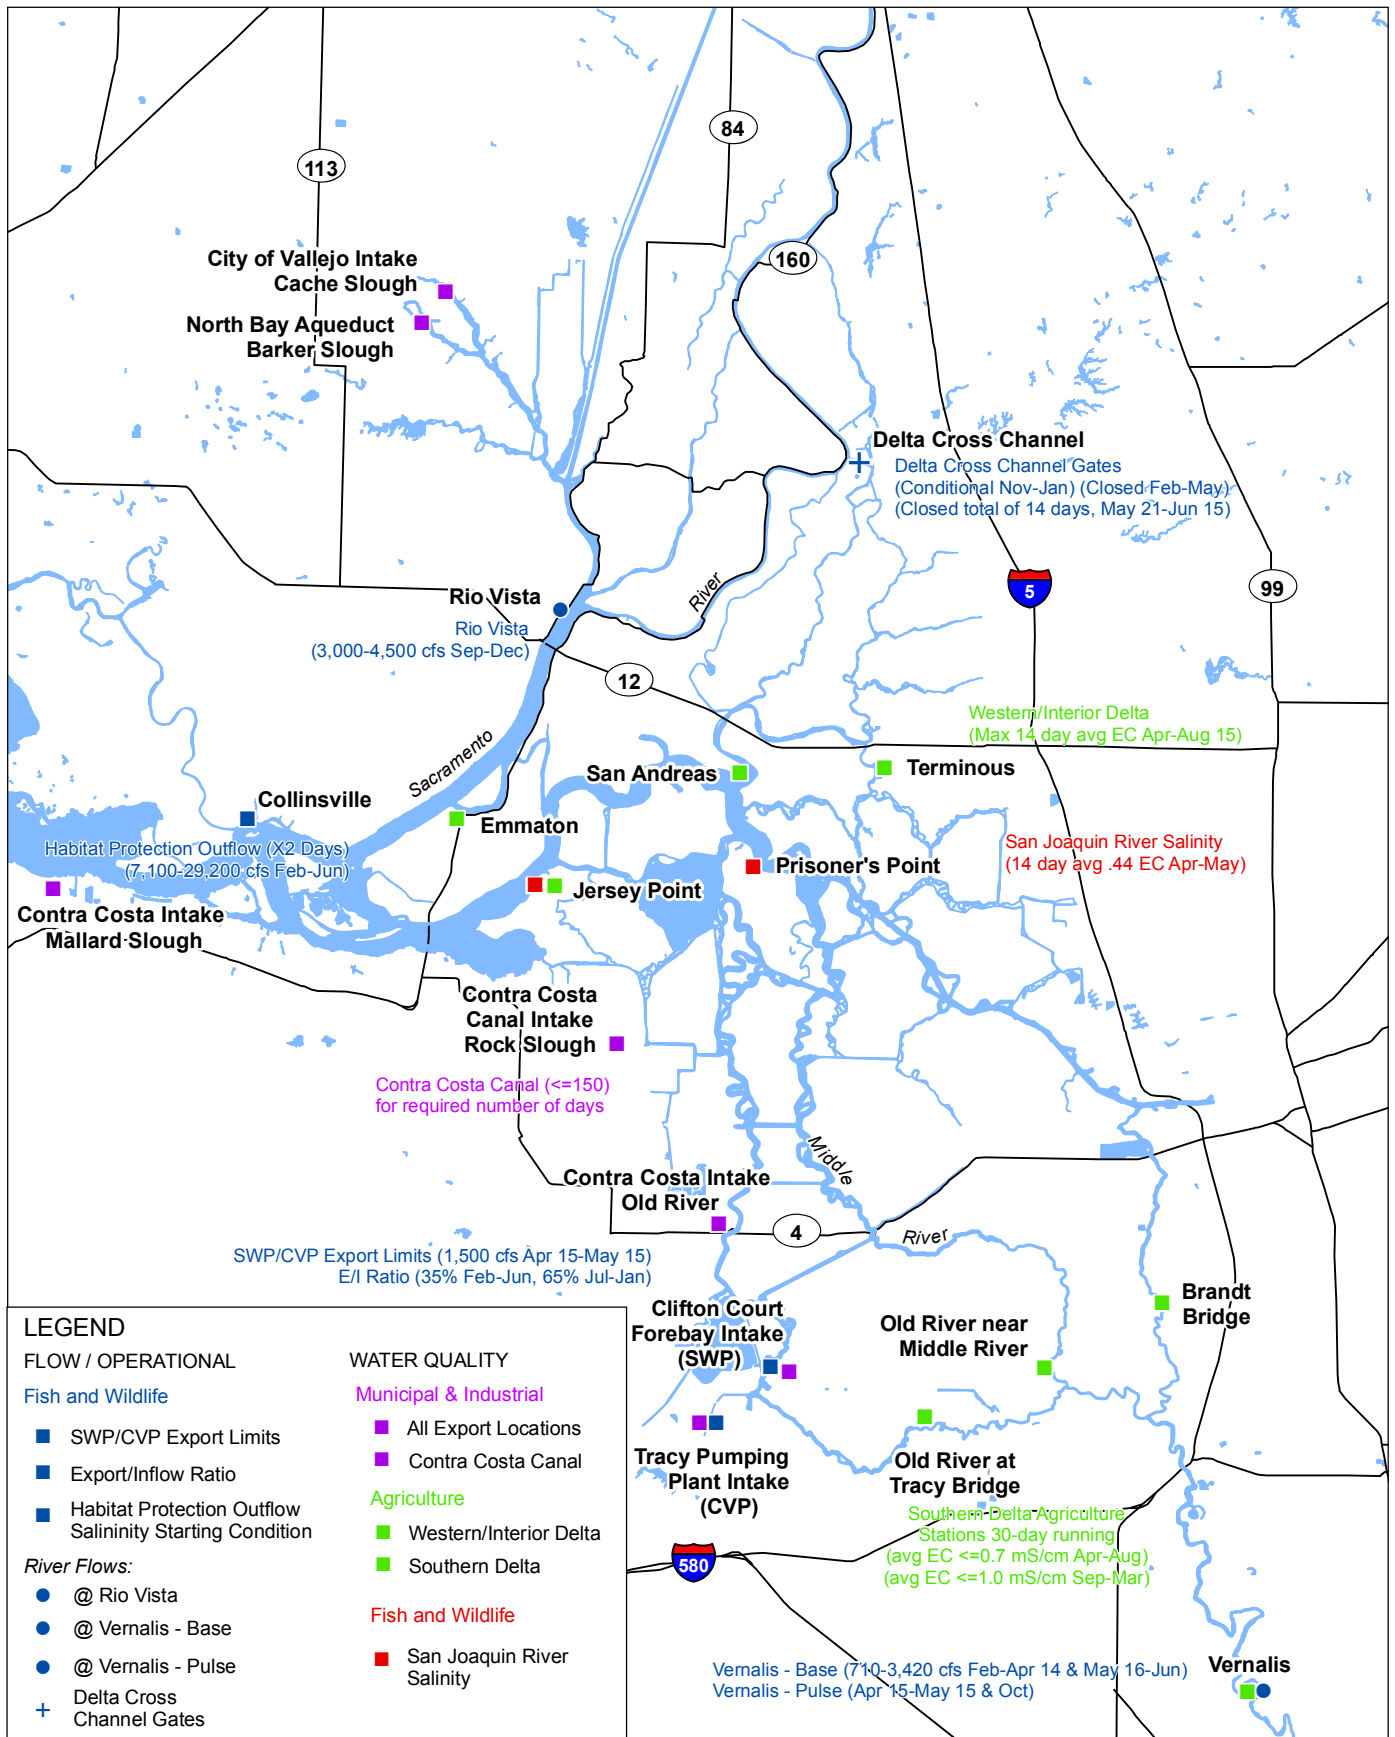 84
113
160
City of Vallejo Intake
Cache Slough
North Bay Aqueduct
Barker Slough
Delta Cross Channel
Delta Cross Channel Gates
(Conditional Nov-Jan) (Closed Feb-May)
(Closed total of 14 days, May 21-Jun 15)
5
99
River
Rio Vista
Rio Vista
(3,000-4,500 cfs Sep-Dec)
12
Western/Interior Delta
(Max 14 day avg EC Apr-Aug 15)
Sacramento
San Andreas
Terminous
Collinsville
Emmaton
Habitat Protection Outflow (X2 Days)
(7,100-29,200 cfs Feb-Jun)
San Joaquin River Salinity
(14 day avg .44 EC Apr-May)
Prisoner's Point
Jersey Point
Contra Costa Intake
Mallard Slough
Contra Costa
Canal Intake
Rock Slough
Contra Costa Canal (<=150)
for required number of days
Middle
Contra Costa Intake
Old River
4
River
SWP/CVP Export Limits (1,500 cfs Apr 15-May 15)
E/I Ratio (35% Feb-Jun, 65% Jul-Jan)
Clifton Court
Forebay Intake
(SWP)
Old River near
Middle River
Brandt
Bridge
Tracy Pumping
Plant Intake
(CVP)
Old River at
Tracy Bridge
Southern Delta Agriculture
Stations 30-day running
(avg EC <=0.7 mS/cm Apr-Aug)
(avg EC <=1.0 mS/cm Sep-Mar)
580
Vernalis - Base (710-3,420 cfs Feb-Apr 14 & May 16-Jun)
Vernalis - Pulse (Apr 15-May 15 & Oct)
Vernalis
LEGEND
FLOW / OPERATIONAL
Fish and Wildlife
SWP/CVP Export Limits
Export/Inflow Ratio
Habitat Protection Outflow
Salininity Starting Condition
River Flows:
@ Rio Vista
@ Vernalis - Base
@ Vernalis - Pulse
Delta Cross
Channel Gates
WATER QUALITY
Municipal & Industrial
All Export Locations
Contra Costa Canal
Agriculture
Western/Interior Delta
Southern Delta
Fish and Wildlife
San Joaquin River
Salinity